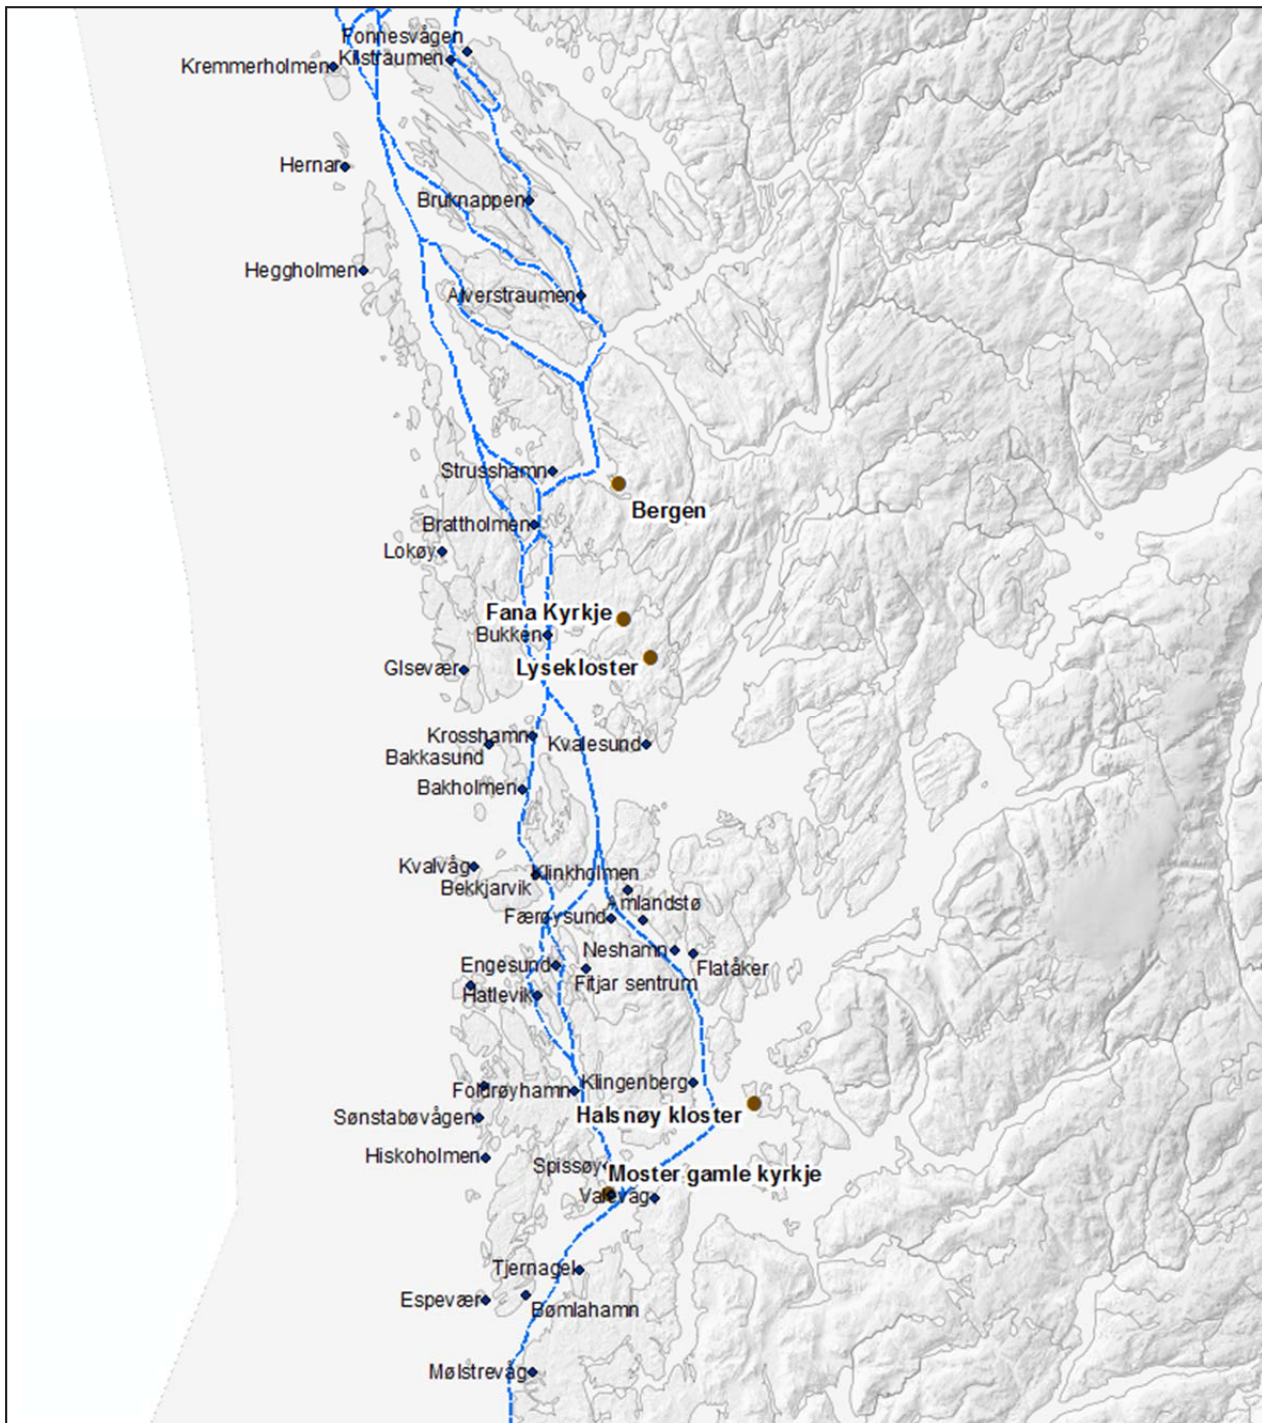 Fonnesvågen
Kilstraumen
Kremmerholmen
Hernar
Bruknappen
Heggholmen
Alverstraumen
Strusshamn
Bergen
Brattholmen
Lokøy
Fana Kyrkje
Bukken
Lysekloster
Glsevær
Krosshamn
Kvalesund
Bakkasund
Bakholmen
Kvalvåg
Klinkholmen
Bekkjarvik
Amlandstø
Færøysund
Neshamn
Engesund
Flatåker
Fitjar sentrum
Hatlevik
Klingenberg
Foldrøyhamn
Halsnøy kloster
Sønstabøvågen
Hiskoholmen
Spissøy
Moster gamle kyrkje
Valevåg
Tjernagel
Espevær
Bømlahamn
Mølstrevåg